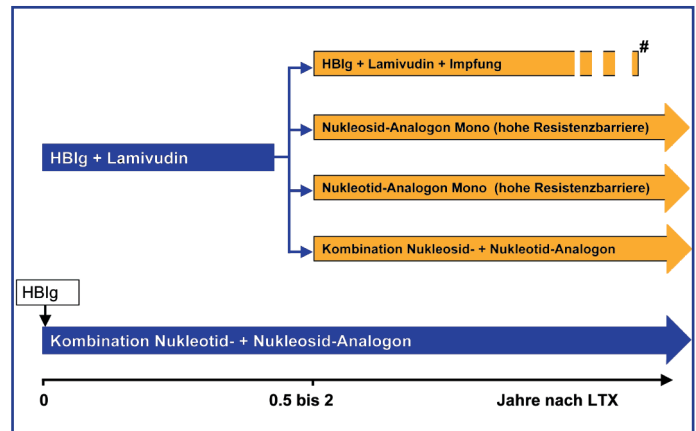 #
HBIg + Lamivudin + Impfung
Nukleosid-Analogon Mono (hohe Resistenzbarriere)
HBIg + Lamivudin
Nukleotid-Analogon Mono (hohe Resistenzbarriere)
Kombination Nukleosid- + Nukleotid-Analogon
HBIg
Kombination Nukleotid- + Nukleosid-Analogon
0 0.5 bis 2 Jahre nach LTX